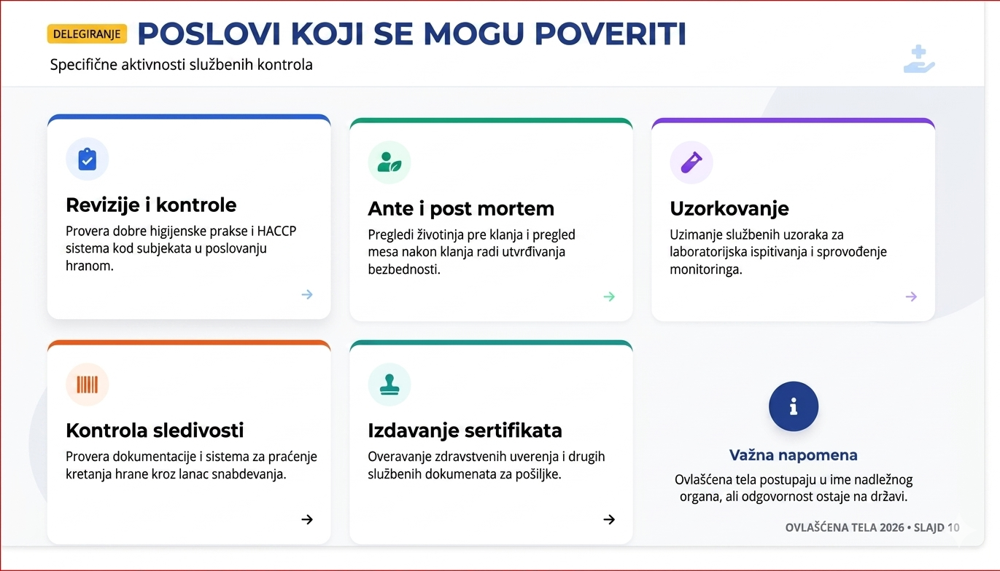 DELEGIRANJE
POSLOVI KOJI SE MOGU POVERITI
Specifične aktivnosti službenih kontrola
Revizije i kontrole
Provera dobre higijenske prakse i HACCP
sistema kod subjekata u poslovanju
hranom.
Ante i post mortem
Pregledi životinja pre klanja i pregled
mesa nakon klanja radi utvrđivanja
bezbednosti.
Uzorkovanje
Uzimanje službenih uzoraka za
laboratorijska ispitivanja i sprovođenje
monitoringa.
Kontrola sledivosti
Provera dokumentacije i sistema za praćenje
kretanja hrane kroz lanac snabdevanja.
Izdavanje sertifikata
Overavanje zdravstvenih uverenja i drugih
službenih dokumenata za pošiljke.
Važna napomena
Ovlašćena tela postupaju u ime nadležnog
organa, ali odgovornost ostaje na državi.
OVLAŠĆENA TELA 2026 • SLAJD 10